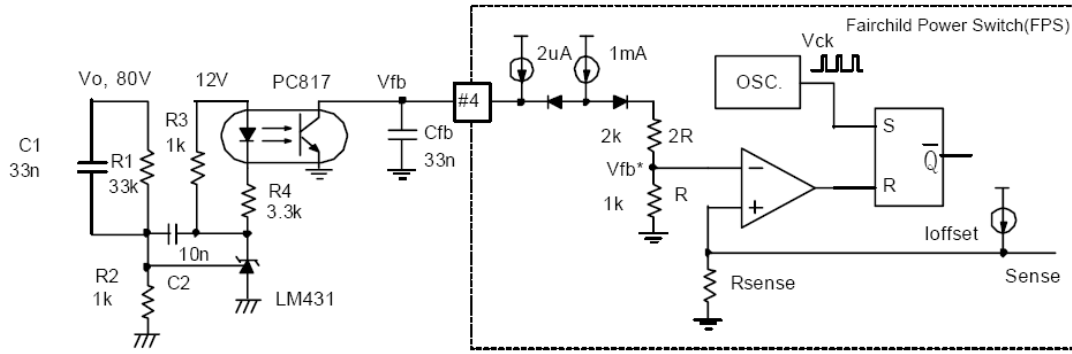 Fairchild Power Switch(FPS)
2uA
1mA
Vck
Vo, 80V
12V
PC817
Vfb
#4
OSC.
C1
33n
R1
33k
R3
1k
Cfb
33n
2k
2R
S
Q
R
Vfb*
1k
R
R4
3.3k
Ioffset
10n
R2
1k
C2
LM431
Rsense
Sense